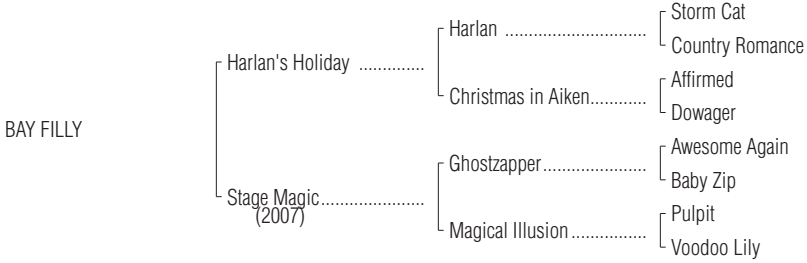 Storm Cat
Harlan ..............................
Country Romance
Harlan's Holiday ..............
Affirmed
Christmas in Aiken............
Dowager
BAY FILLY
Awesome Again
Ghostzapper......................
Baby Zip
Stage Magic......................
(2007)
Pulpit
Magical Illusion................
Voodoo Lily